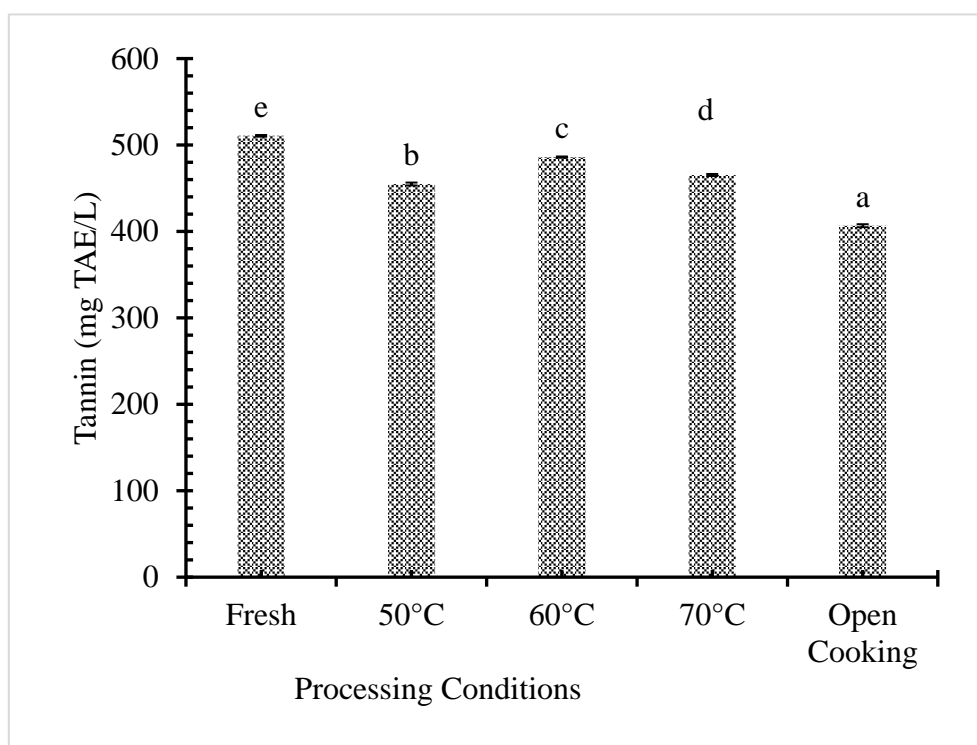 600
500
400
300
200
100
0
Tannin (mg TAE/L)
e
b
c
d
a
Fresh
50°C
60°C
70°C
Open
Cooking
Processing Conditions